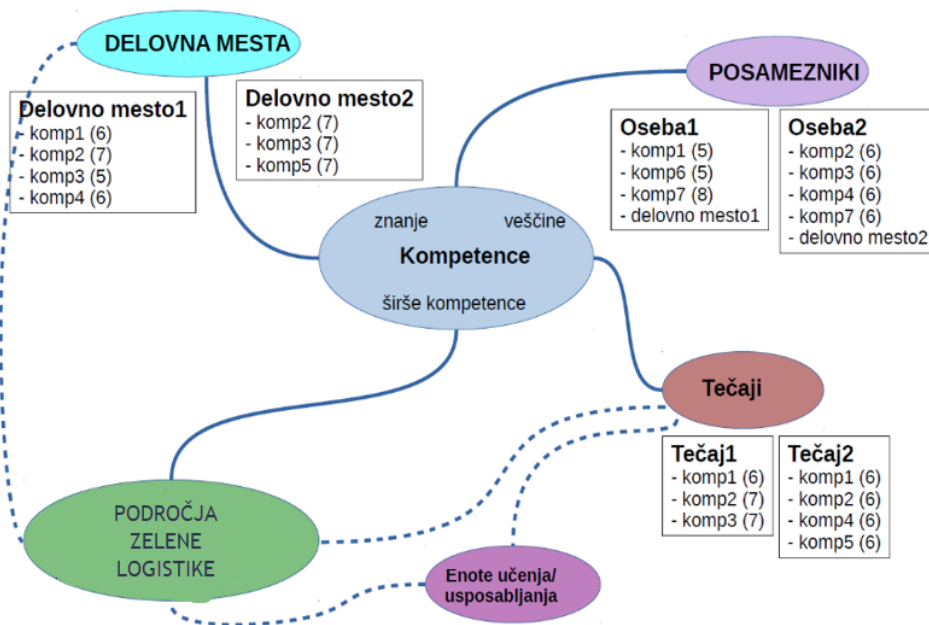 DELOVNA MESTA
Delovno mesto1
- komp1 (6)
- komp2 (7)
- komp3 (5)
- komp4 (6)
Delovno mesto2
- komp2 (7)
- komp3 (7)
- komp5 (7)
POSAMEZNIKI
Oseba1
- komp1 (5)
- komp6 (5)
- komp7 (8)
- delovno mesto1
Oseba2
- komp2 (6)
- komp3 (6)
- komp4 (6)
- komp7 (6)
- delovno mesto2
znanje veščine
Kompetence
širše kompetence
Tečaji
Tečaj1
- komp1 (6)
- komp2 (7)
- komp3 (7)
Tečaj2
- komp1 (6)
- komp2 (6)
- komp4 (6)
- komp5 (6)
PODROČJA
ZELENE
LOGISTIKE
Enote učenja/
usposabljanja